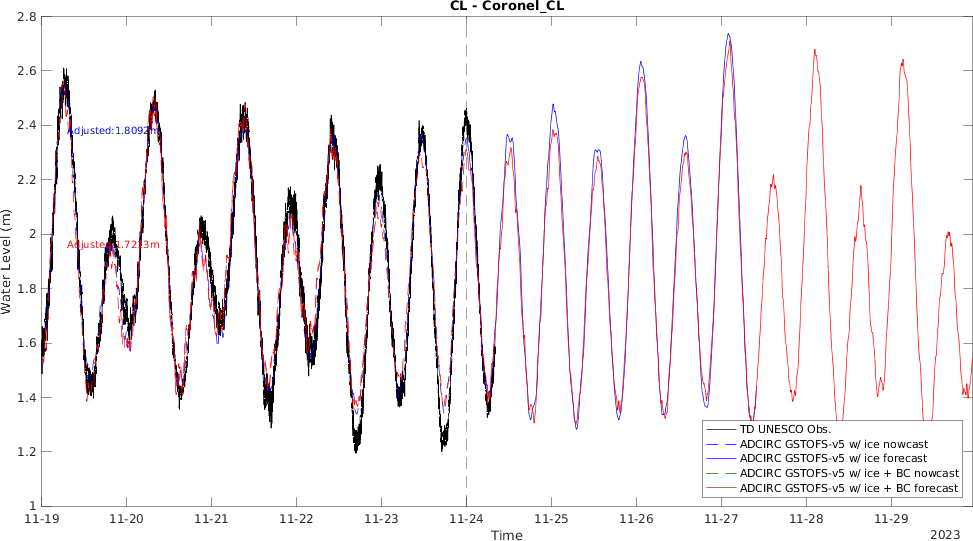 CL - Coronel_CL
2.8
2.6
2.4
2.2
2
1.8
1.6
1.4
1.2
1
Water Level (m)
Adjusted:1.8092m
Adjusted:1.7213m
TD UNESCO Obs.
ADCIRC GSTOFS-v5 w/ ice nowcast
ADCIRC GSTOFS-v5 w/ ice forecast
ADCIRC GSTOFS-v5 w/ ice + BC nowcast
ADCIRC GSTOFS-v5 w/ ice + BC forecast
11-19 11-20 11-21 11-22 11-23 11-24 11-25 11-26 11-27 11-28 11-29
Time
2023